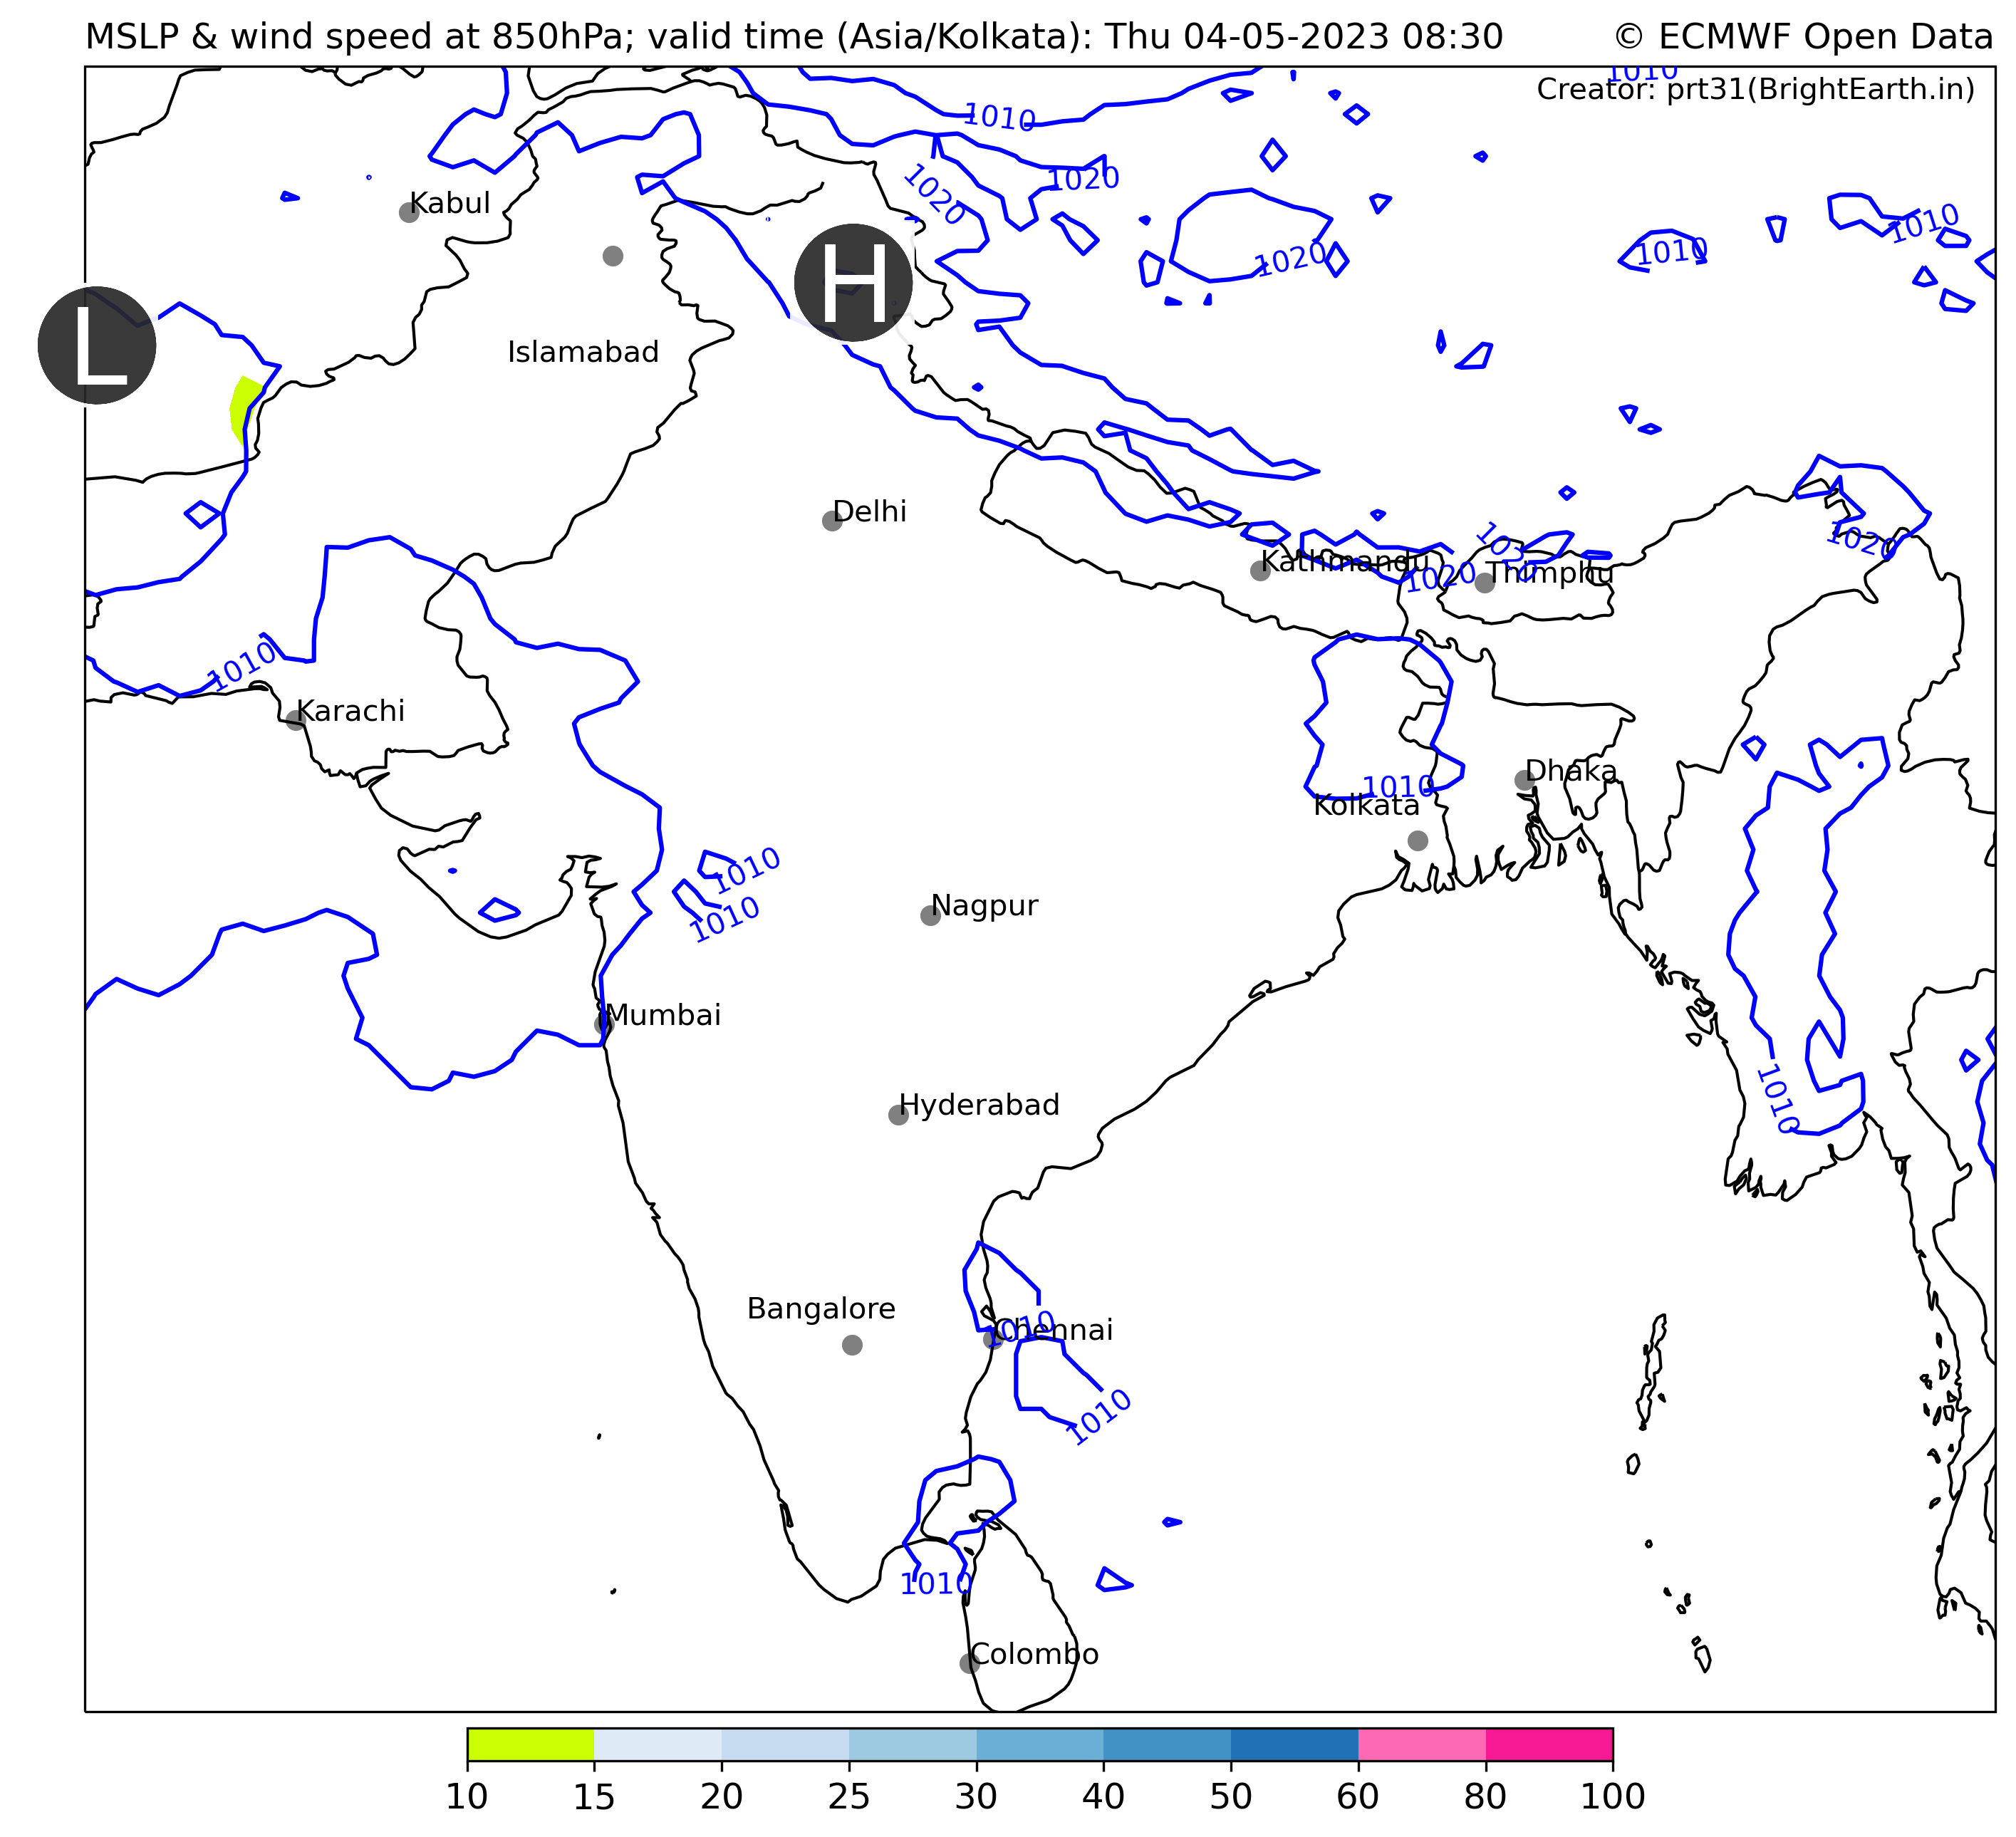 MSLP & wind speed at 850hPa; valid time (Asia/Kolkata): Thu 04-05-2023 08:30
© ECMWF Open Data
1010
Creator: prt31(BrightEarth.in)
1010
1020
1020
Kabul
1010
1010
1020
H
L
Islamabad
Delhi
1020
1020
Kathmandu
1020
Thimphu
1010
Karachi
Dhaka
1010
Kolkata
1010
1010
Nagpur
Mumbai
1010
Hyderabad
Bangalore
1010
Chennai
1010
1010
Colombo
10 15 20 25 30 40 50 60 80 100